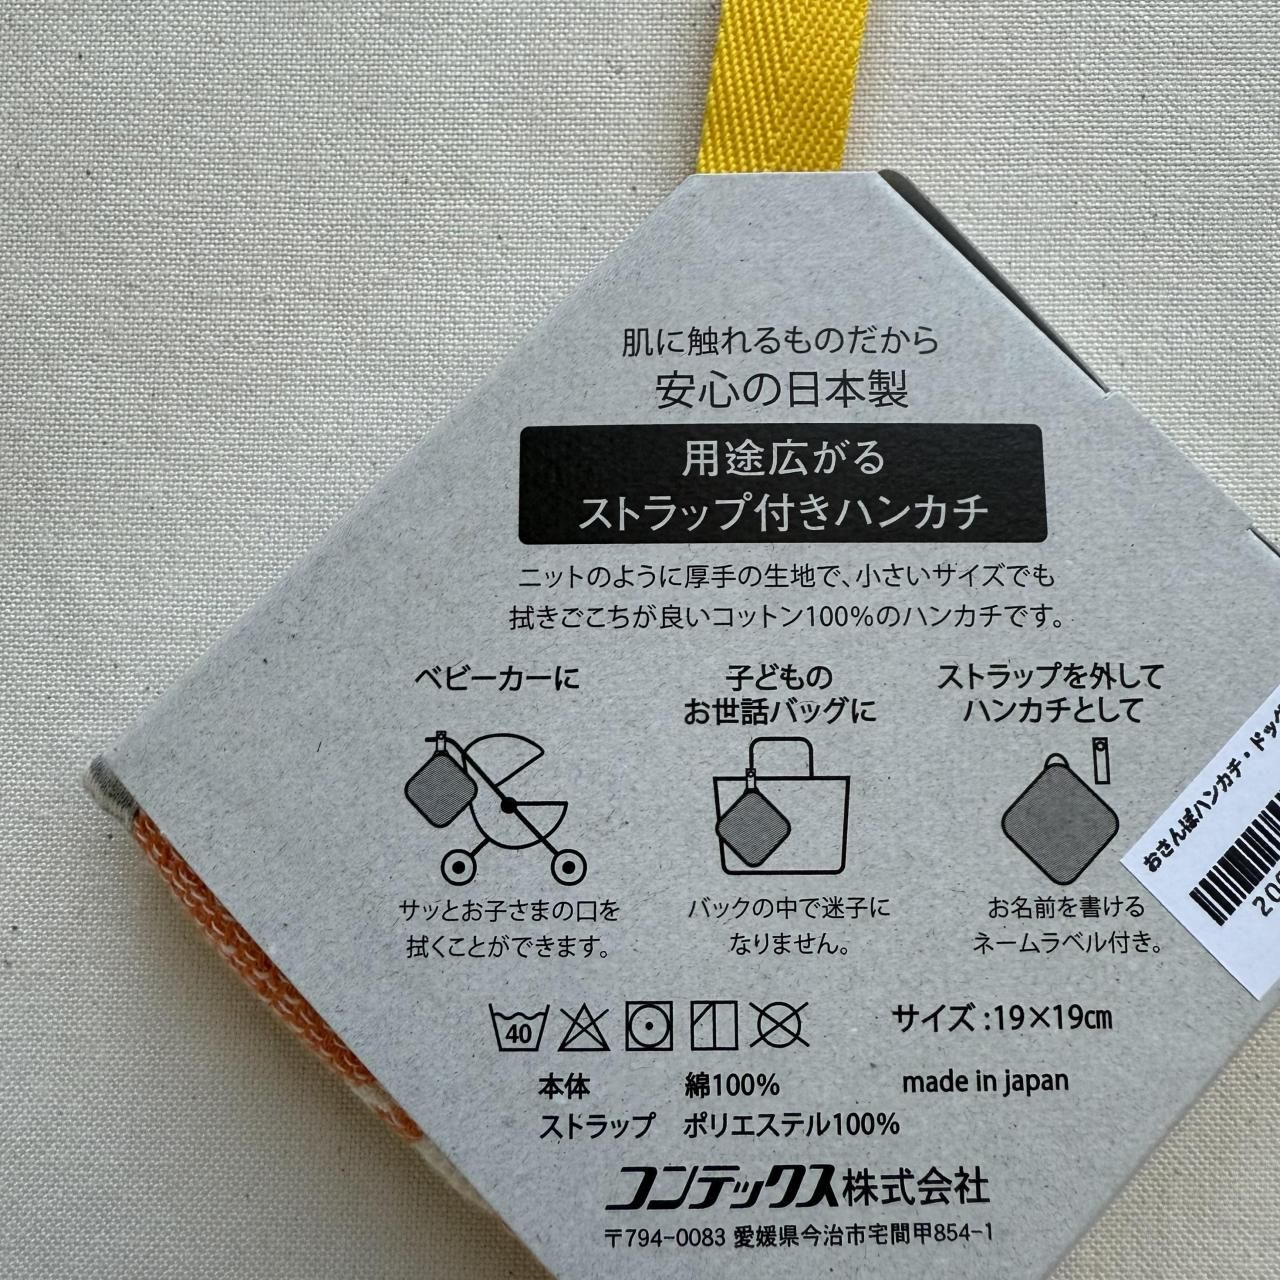 肌に触れるものだから
安心の日本製
用途広がる
ストラップ付きハンカチ
ニットのように厚手の生地で、小さいサイズでも
拭きごこちが良いコットン100%のハンカチです。
ベビーカーに
サッとお子さまの口を
拭くことができます。
子どもの
お世話バッグに
バックの中で迷子に
なりません。
ストラップを外して
ハンカチとして
お名前を書ける
ネームラベル付き。
おさんぽハンカチ・ドッグ
40
サイズ:19×19㎝
本体 綿100%
made in japan
ストラップ ポリエステル100%
コンテックス株式会社
〒794-0083 愛媛県今治市宅間甲854-1